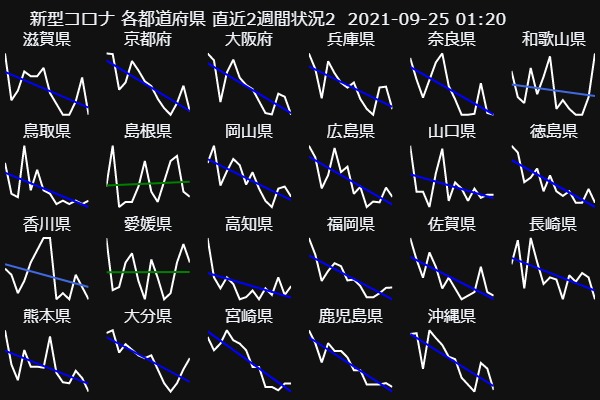 新型コロナ 各都道府県 直近2週間状況2 2021-09-25 01:20
滋賀県 京都府 大阪府 兵庫県 奈良県 和歌山県
鳥取県 島根県 岡山県 広島県 山口県 徳島県
香川県 愛媛県 高知県 福岡県 佐賀県 長崎県
熊本県 大分県 宮崎県 鹿児島県 沖縄県